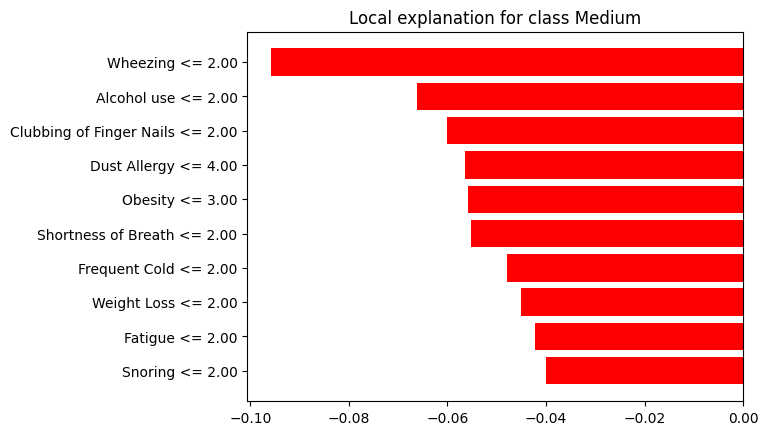 Local explanation for class Medium
Wheezing <= 2.00
Alcohol use <= 2.00
Clubbing of Finger Nails <= 2.00
Dust Allergy <= 4.00
Obesity <= 3.00
Shortness of Breath <= 2.00
Frequent Cold <= 2.00
Weight Loss <= 2.00
Fatigue <= 2.00
Snoring <= 2.00
−0.10 −0.08 −0.06 −0.04 −0.02 0.00